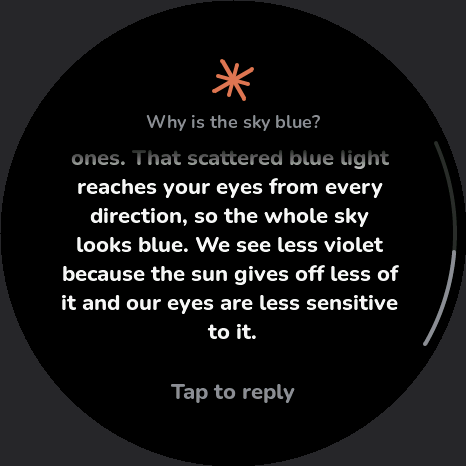 Why is the sky blue?
ones. That scattered blue light
reaches your eyes from every
direction, so the whole sky
looks blue. We see less violet
because the sun gives off less of
it and our eyes are less sensitive
to it.
Tap to reply